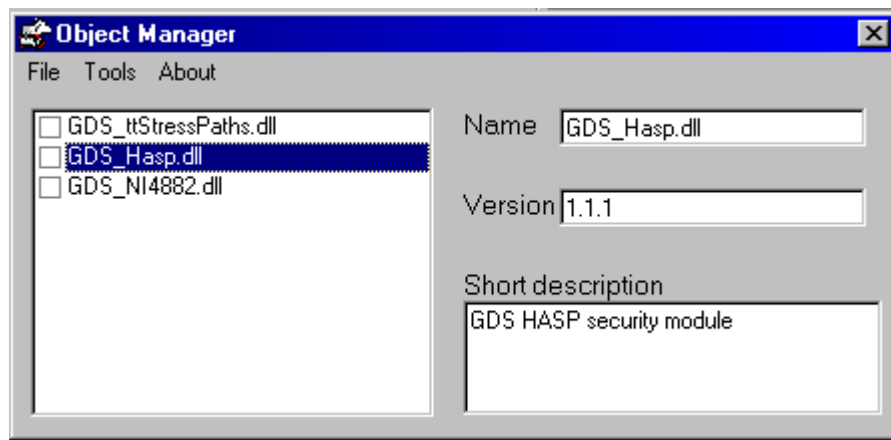 Object Manager
File Tools About
GDS_ttStressPaths.dll
GDS_Hasp.dll
GDS_NI4882.dll
Name GDS_Hasp.dll
Version 1.1.1
Short description
GDS HASP security module